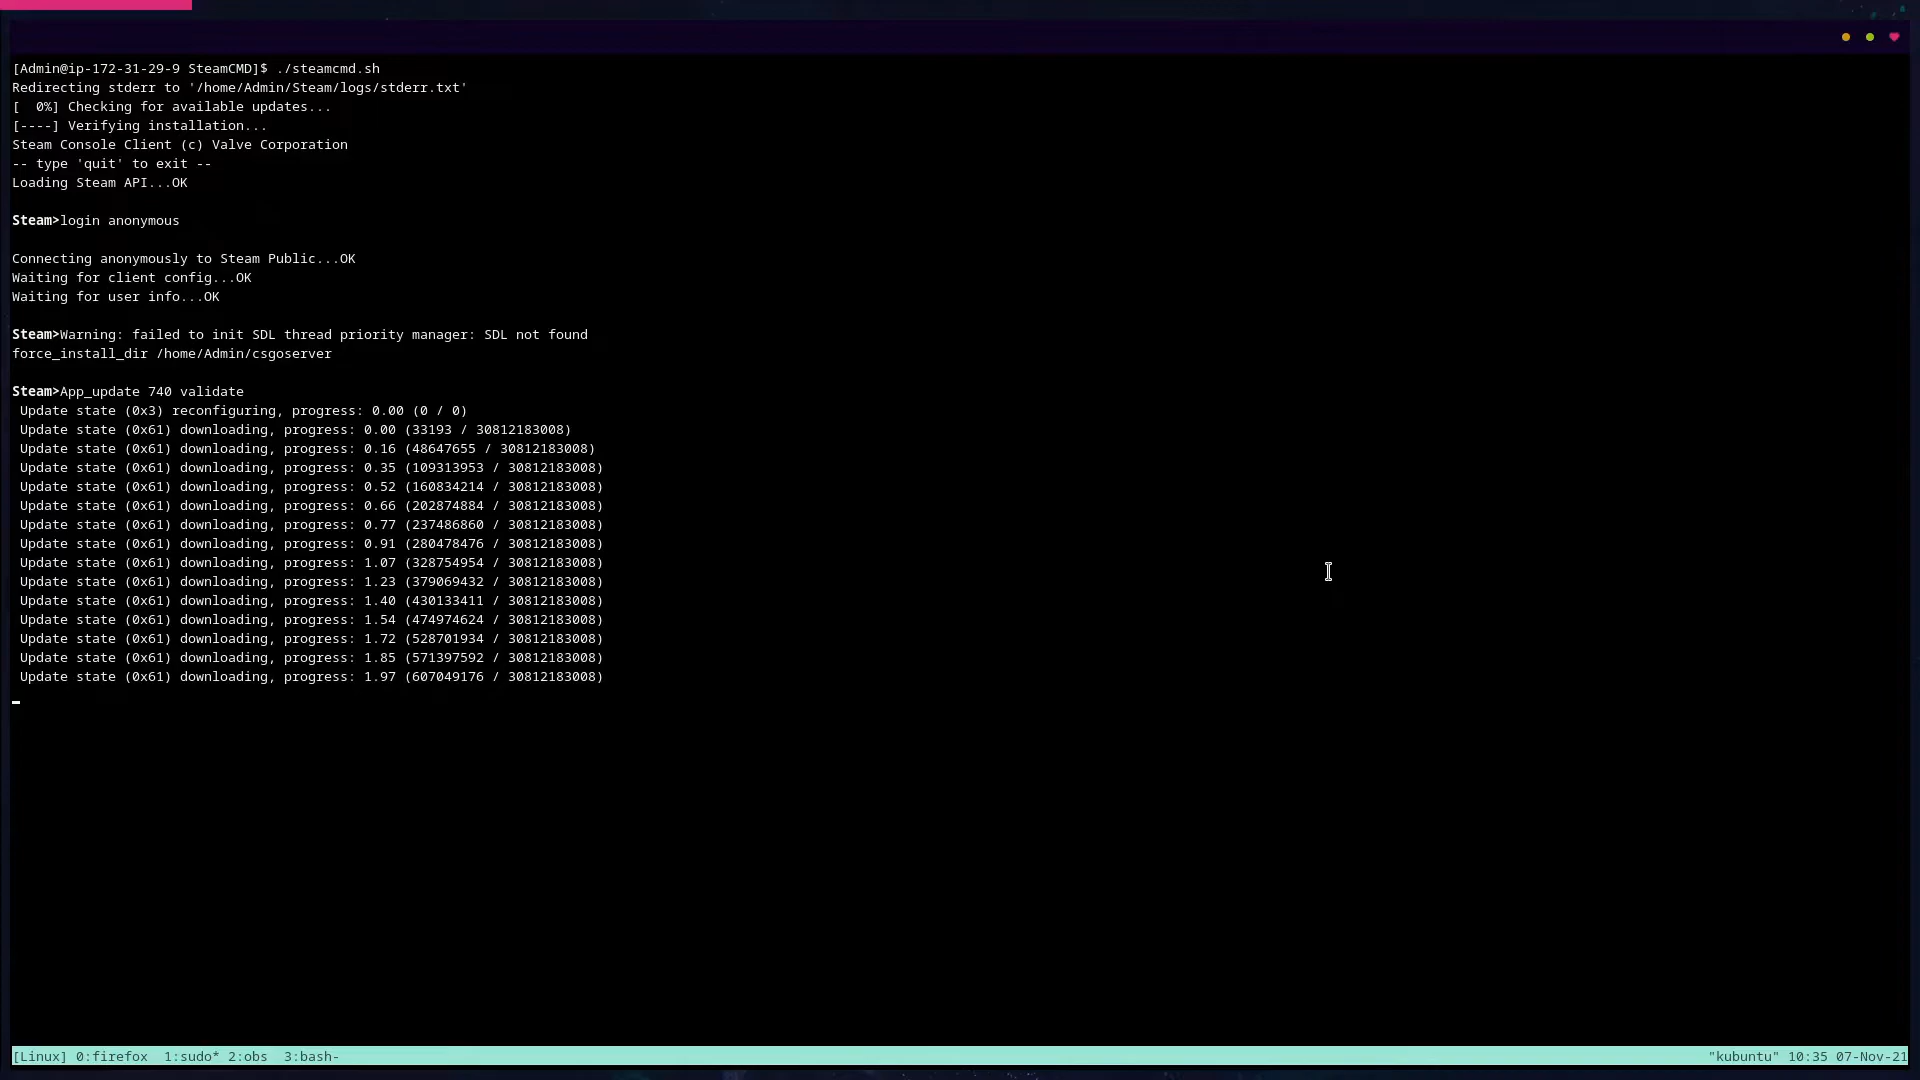 [Admin@ip-172-31-29-9 SteamCMD]$ ./steamcmd.sh
Redirecting stderr to '/home/Admin/Steam/logs/stderr.txt'
[  0%] Checking for available updates...
[----] Verifying installation...
Steam Console Client (c) Valve Corporation
-- type 'quit' to exit --
Loading Steam API...OK
Steam>login anonymous
Connecting anonymously to Steam Public...OK
Waiting for client config...OK
Waiting for user info...OK
Steam>Warning: failed to init SDL thread priority manager: SDL not found
force_install_dir /home/Admin/csgoserver
Steam>App_update 740 validate
Update state (0x3) reconfiguring, progress: 0.00 (0 / 0)
Update state (0x61) downloading, progress: 0.00 (33193 / 30812183008)
Update state (0x61) downloading, progress: 0.16 (48647655 / 30812183008)
Update state (0x61) downloading, progress: 0.35 (109313953 / 30812183008)
Update state (0x61) downloading, progress: 0.52 (160834214 / 30812183008)
Update state (0x61) downloading, progress: 0.66 (202874884 / 30812183008)
Update state (0x61) downloading, progress: 0.77 (237486860 / 30812183008)
Update state (0x61) downloading, progress: 0.91 (280478476 / 30812183008)
Update state (0x61) downloading, progress: 1.07 (328754954 / 30812183008)
Update state (0x61) downloading, progress: 1.23 (379069432 / 30812183008)
Update state (0x61) downloading, progress: 1.40 (430133411 / 30812183008)
Update state (0x61) downloading, progress: 1.54 (474974624 / 30812183008)
Update state (0x61) downloading, progress: 1.72 (528701934 / 30812183008)
Update state (0x61) downloading, progress: 1.85 (571397592 / 30812183008)
Update state (0x61) downloading, progress: 1.97 (607049176 / 30812183008)
[Linux] 0:firefox  1:sudo* 2:obs  3:bash- "kubuntu" 10:35 07-Nov-21